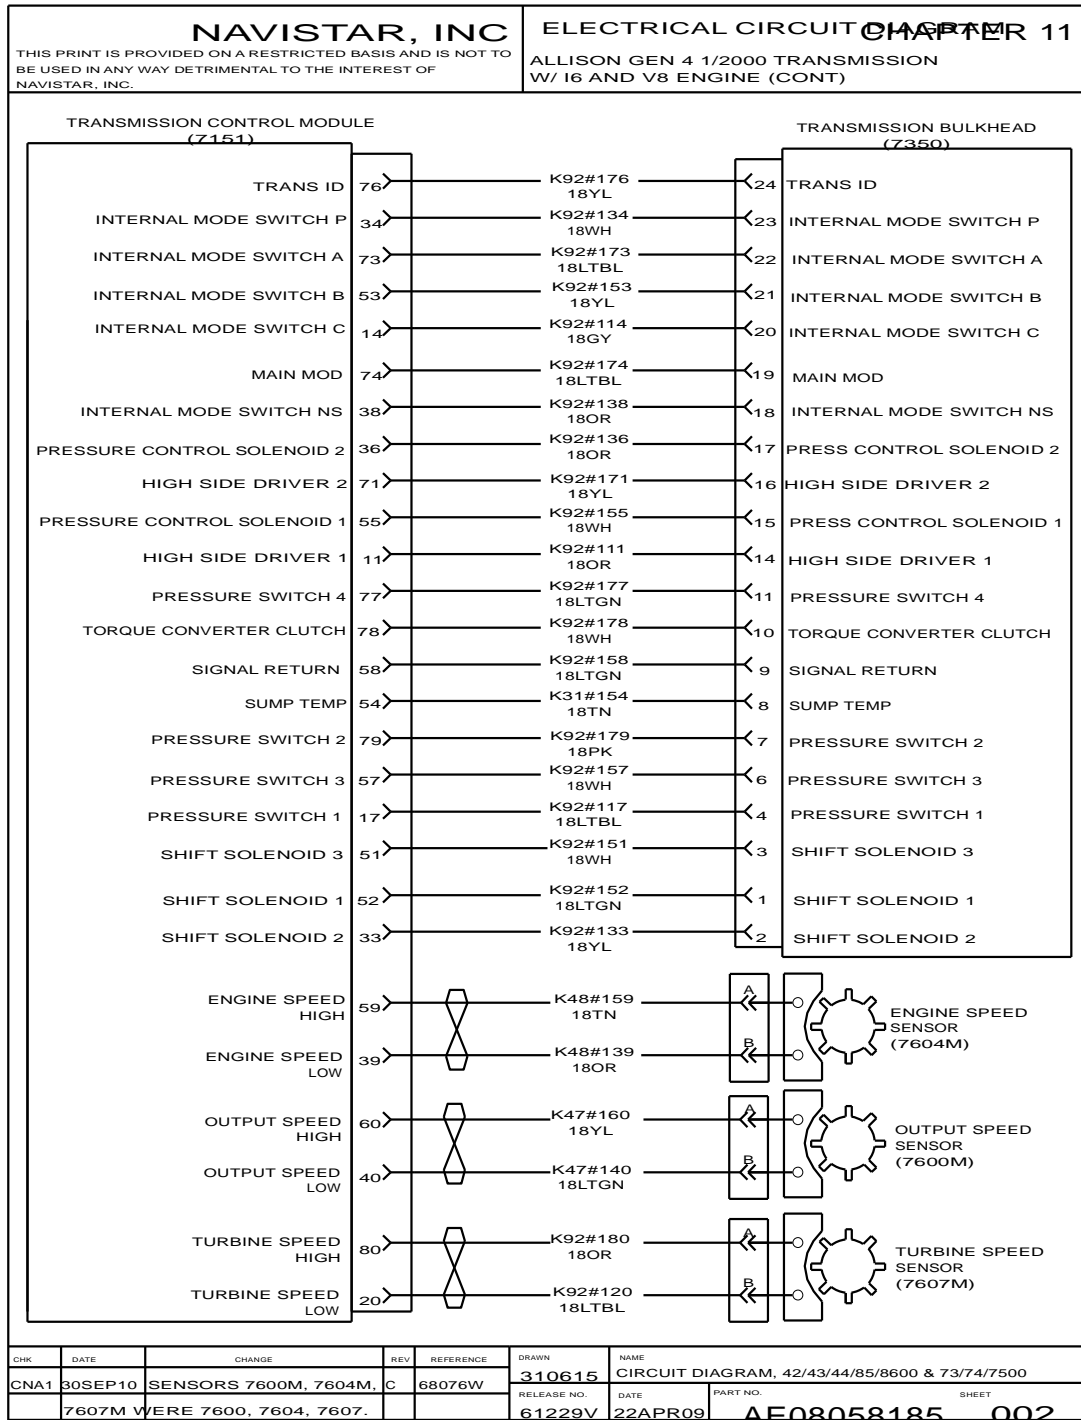 NAVISTAR, INC
THIS PRINT IS PROVIDED ON A RESTRICTED BASIS AND IS NOT TO
BE USED IN ANY WAY DETRIMENTAL TO THE INTEREST OF
NAVISTAR, INC.
ELECTRICAL CIRCUIT DIAGRAM
CHAPTER 11
ALLISON GEN 4 1/2000 TRANSMISSION
W/ I6 AND V8 ENGINE (CONT)
TRANSMISSION CONTROL MODULE
(7151)
TRANSMISSION BULKHEAD
(7350)
TRANS ID 76 K92#176 18YL 24 TRANS ID
INTERNAL MODE SWITCH P 34 K92#134 18WH 23 INTERNAL MODE SWITCH P
INTERNAL MODE SWITCH A 73 K92#173 18LTBL 22 INTERNAL MODE SWITCH A
INTERNAL MODE SWITCH B 53 K92#153 18YL 21 INTERNAL MODE SWITCH B
INTERNAL MODE SWITCH C 14 K92#114 18GY 20 INTERNAL MODE SWITCH C
MAIN MOD 74 K92#174 18LTBL 19 MAIN MOD
INTERNAL MODE SWITCH NS 38 K92#138 18OR 18 INTERNAL MODE SWITCH NS
PRESSURE CONTROL SOLENOID 2 36 K92#136 18OR 17 PRESS CONTROL SOLENOID 2
HIGH SIDE DRIVER 2 71 K92#171 18YL 16 HIGH SIDE DRIVER 2
PRESSURE CONTROL SOLENOID 1 55 K92#155 18WH 15 PRESS CONTROL SOLENOID 1
HIGH SIDE DRIVER 1 11 K92#111 18OR 14 HIGH SIDE DRIVER 1
PRESSURE SWITCH 4 77 K92#177 18LTGN 11 PRESSURE SWITCH 4
TORQUE CONVERTER CLUTCH 78 K92#178 18WH 10 TORQUE CONVERTER CLUTCH
SIGNAL RETURN 58 K92#158 18LTGN 9 SIGNAL RETURN
SUMP TEMP 54 K31#154 18TN 8 SUMP TEMP
PRESSURE SWITCH 2 79 K92#179 18PK 7 PRESSURE SWITCH 2
PRESSURE SWITCH 3 57 K92#157 18WH 6 PRESSURE SWITCH 3
PRESSURE SWITCH 1 17 K92#117 18LTBL 4 PRESSURE SWITCH 1
SHIFT SOLENOID 3 51 K92#151 18WH 3 SHIFT SOLENOID 3
SHIFT SOLENOID 1 52 K92#152 18LTGN 1 SHIFT SOLENOID 1
SHIFT SOLENOID 2 33 K92#133 18YL 2 SHIFT SOLENOID 2
ENGINE SPEED HIGH 59 K48#159 18TN A
ENGINE SPEED LOW 39 K48#139 18OR B
ENGINE SPEED
SENSOR
(7604M)
OUTPUT SPEED HIGH 60 K47#160 18YL A
OUTPUT SPEED LOW 40 K47#140 18LTGN B
OUTPUT SPEED
SENSOR
(7600M)
TURBINE SPEED HIGH 80 K92#180 18OR A
TURBINE SPEED LOW 20 K92#120 18LTBL B
TURBINE SPEED
SENSOR
(7607M)
CHK DATE CHANGE REV REFERENCE
CNA1 30SEP10 SENSORS 7600M, 7604M, C 68076W
7607M WERE 7600, 7604, 7607.
DRAWN
310615
NAME
CIRCUIT DIAGRAM, 42/43/44/85/8600 & 73/74/7500
RELEASE NO.
61229V
DATE
22APR09
PART NO.
AE08058185
SHEET
002